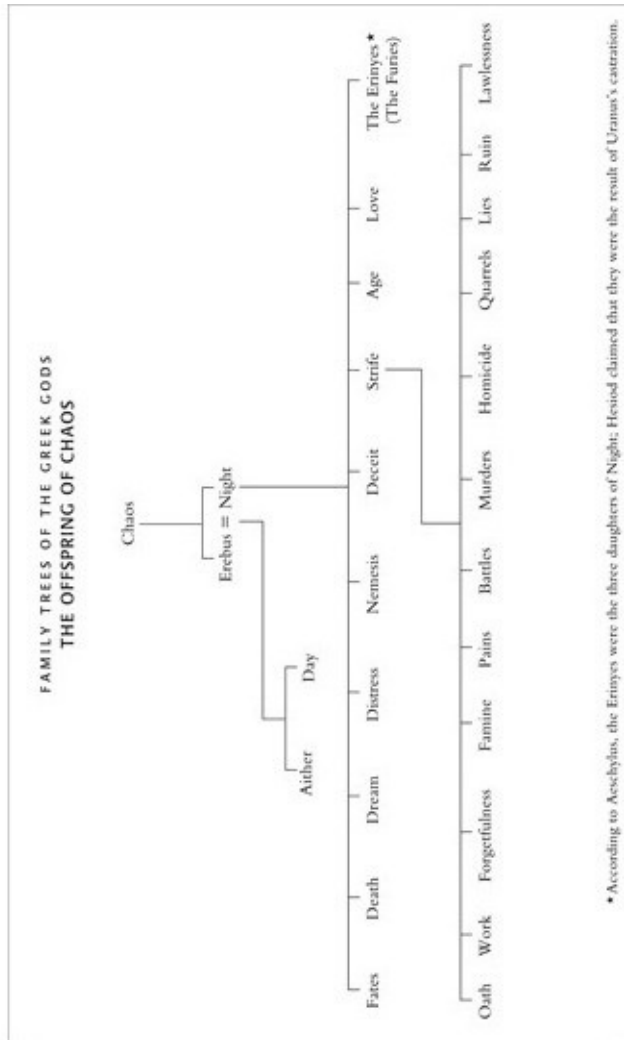 FAMILY TREES OF THE GREEK GODS
THE OFFSPRING OF CHAOS
Chaos
Erebus = Night
Aither Day
Fates Death Dream Distress Nemesis Deceit Strife Age Love The Erinyes★
(The Furies)
Oath Work Forgetfulness Famine Pains Battles Murders Homicide Quarrels Lies Ruin Lawlessness
★According to Aeschylus, the Erinyes were the three daughters of Night; Hesiod claimed that they were the result of Uranus's castration.